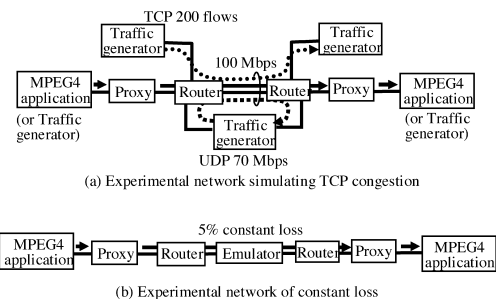 TCP 200 flows
Traffic
generator
Traffic
generator
100 Mbps
MPEG4
application
Proxy
Router
Router
Proxy
MPEG4
application
(or Traffic
generator)
(or Traffic
generator)
Traffic
generator
UDP 70 Mbps
(a) Experimental network simulating TCP congestion
5% constant loss
MPEG4
application
Proxy
Router
Emulator
Router
Proxy
MPEG4
application
(b) Experimental network of constant loss